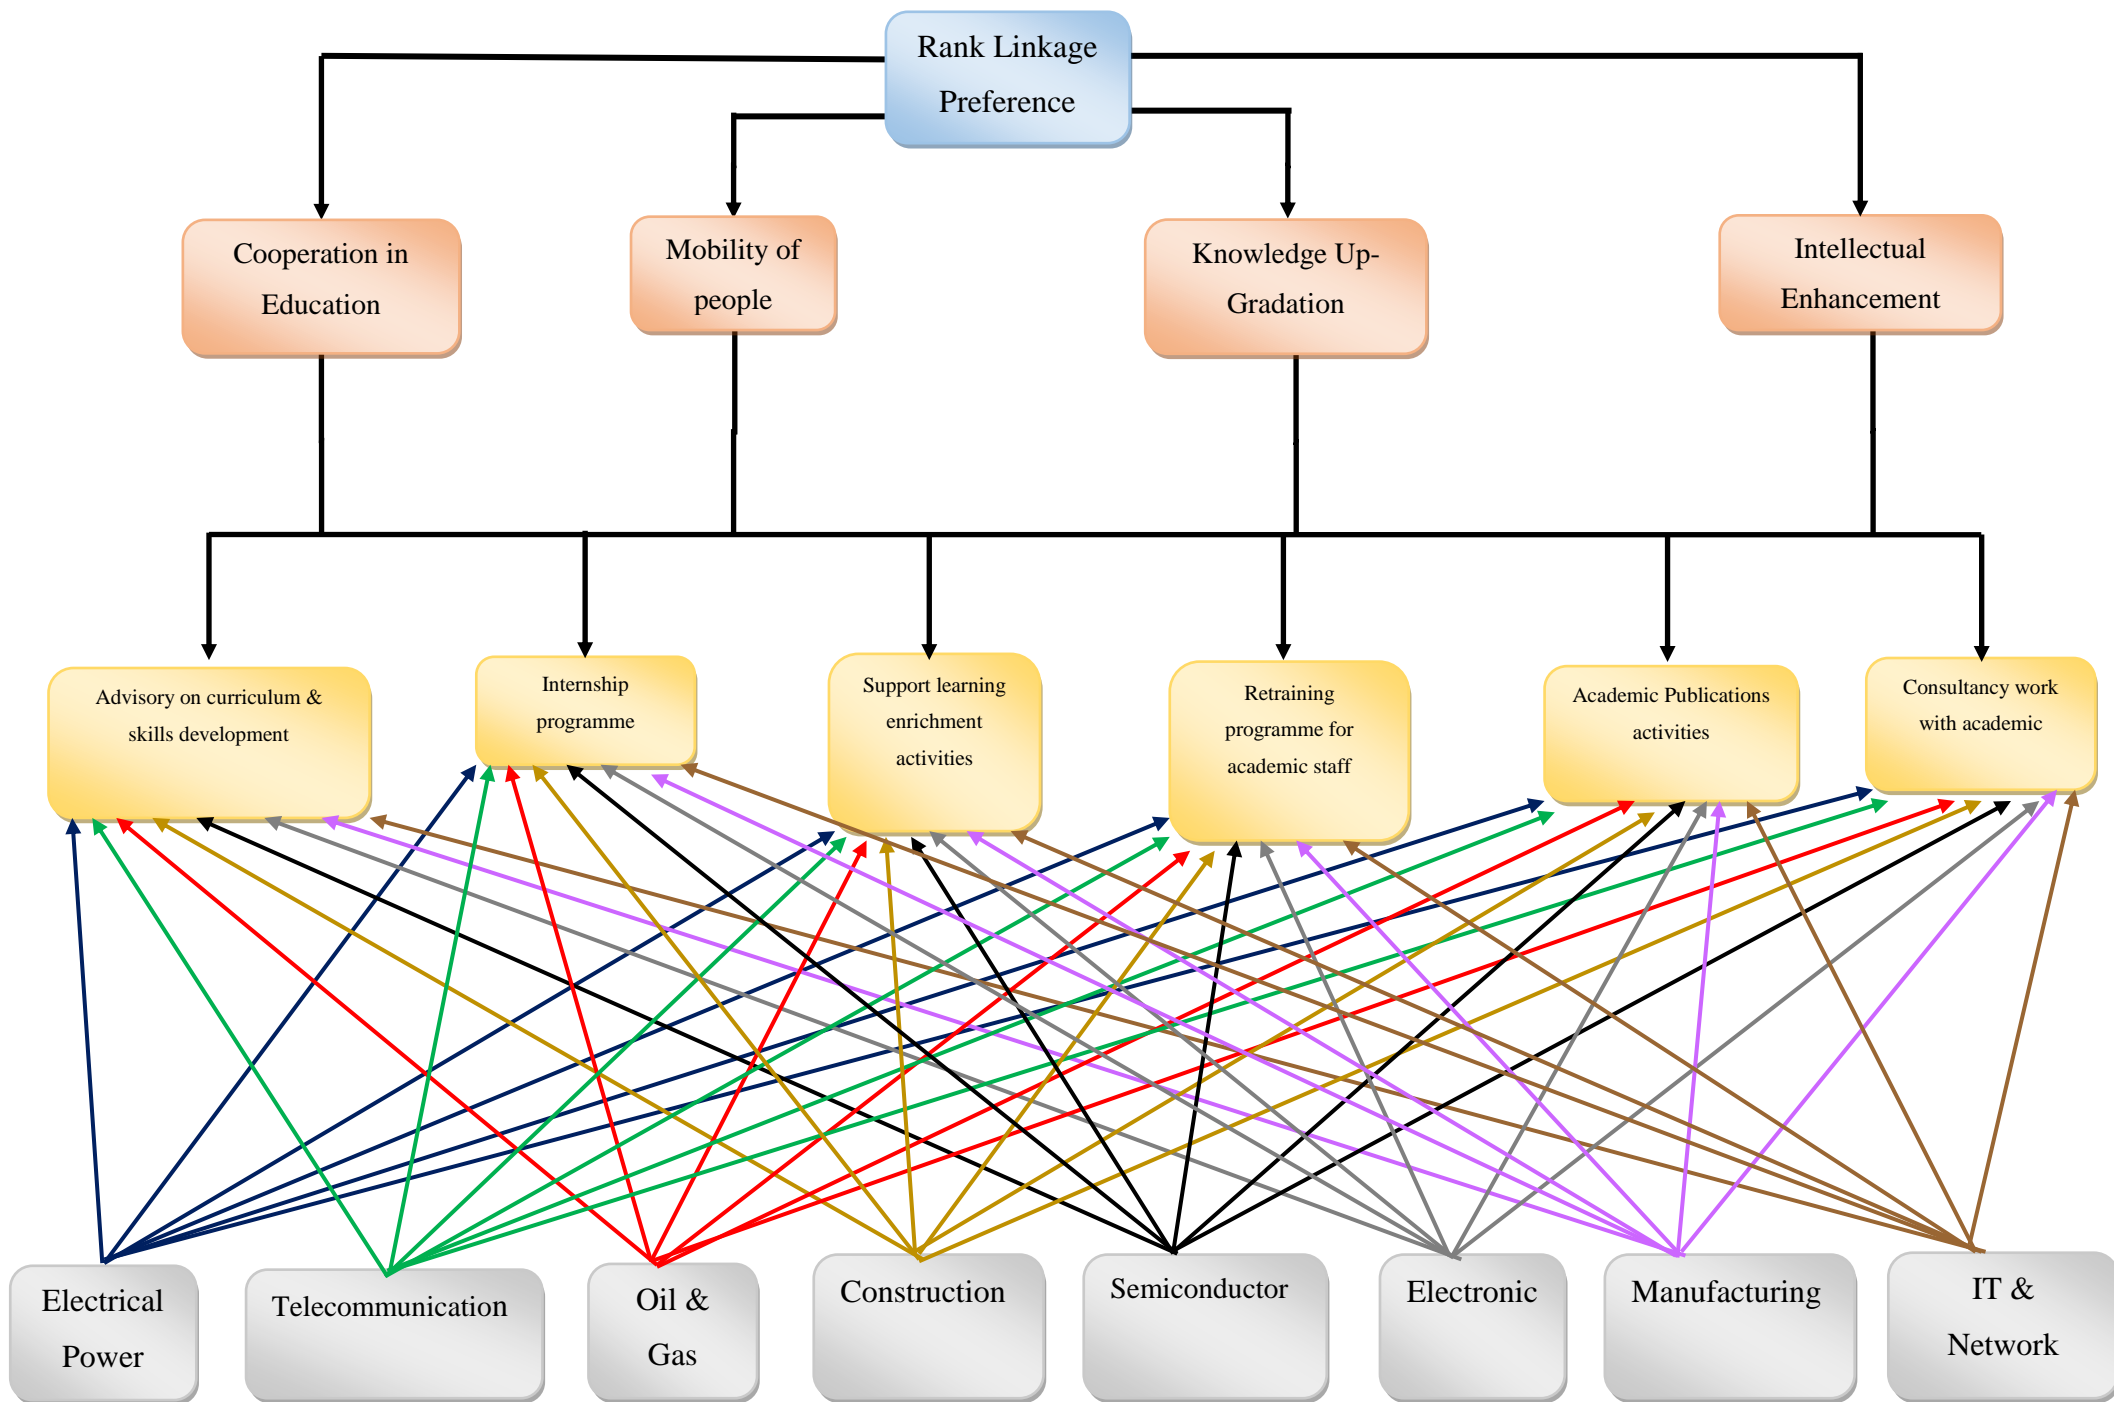 Rank Linkage
Preference
Cooperation in
Education
Mobility of
people
Knowledge Up-
Gradation
Intellectual
Enhancement
Advisory on curriculum &
skills development
Internship
programme
Support learning
enrichment
activities
Retraining
programme for
academic staff
Academic Publications
activities
Consultancy work
with academic
Electrical
Power
Telecommunication
Oil &
Gas
Construction
Semiconductor
Electronic
Manufacturing
IT &
Network